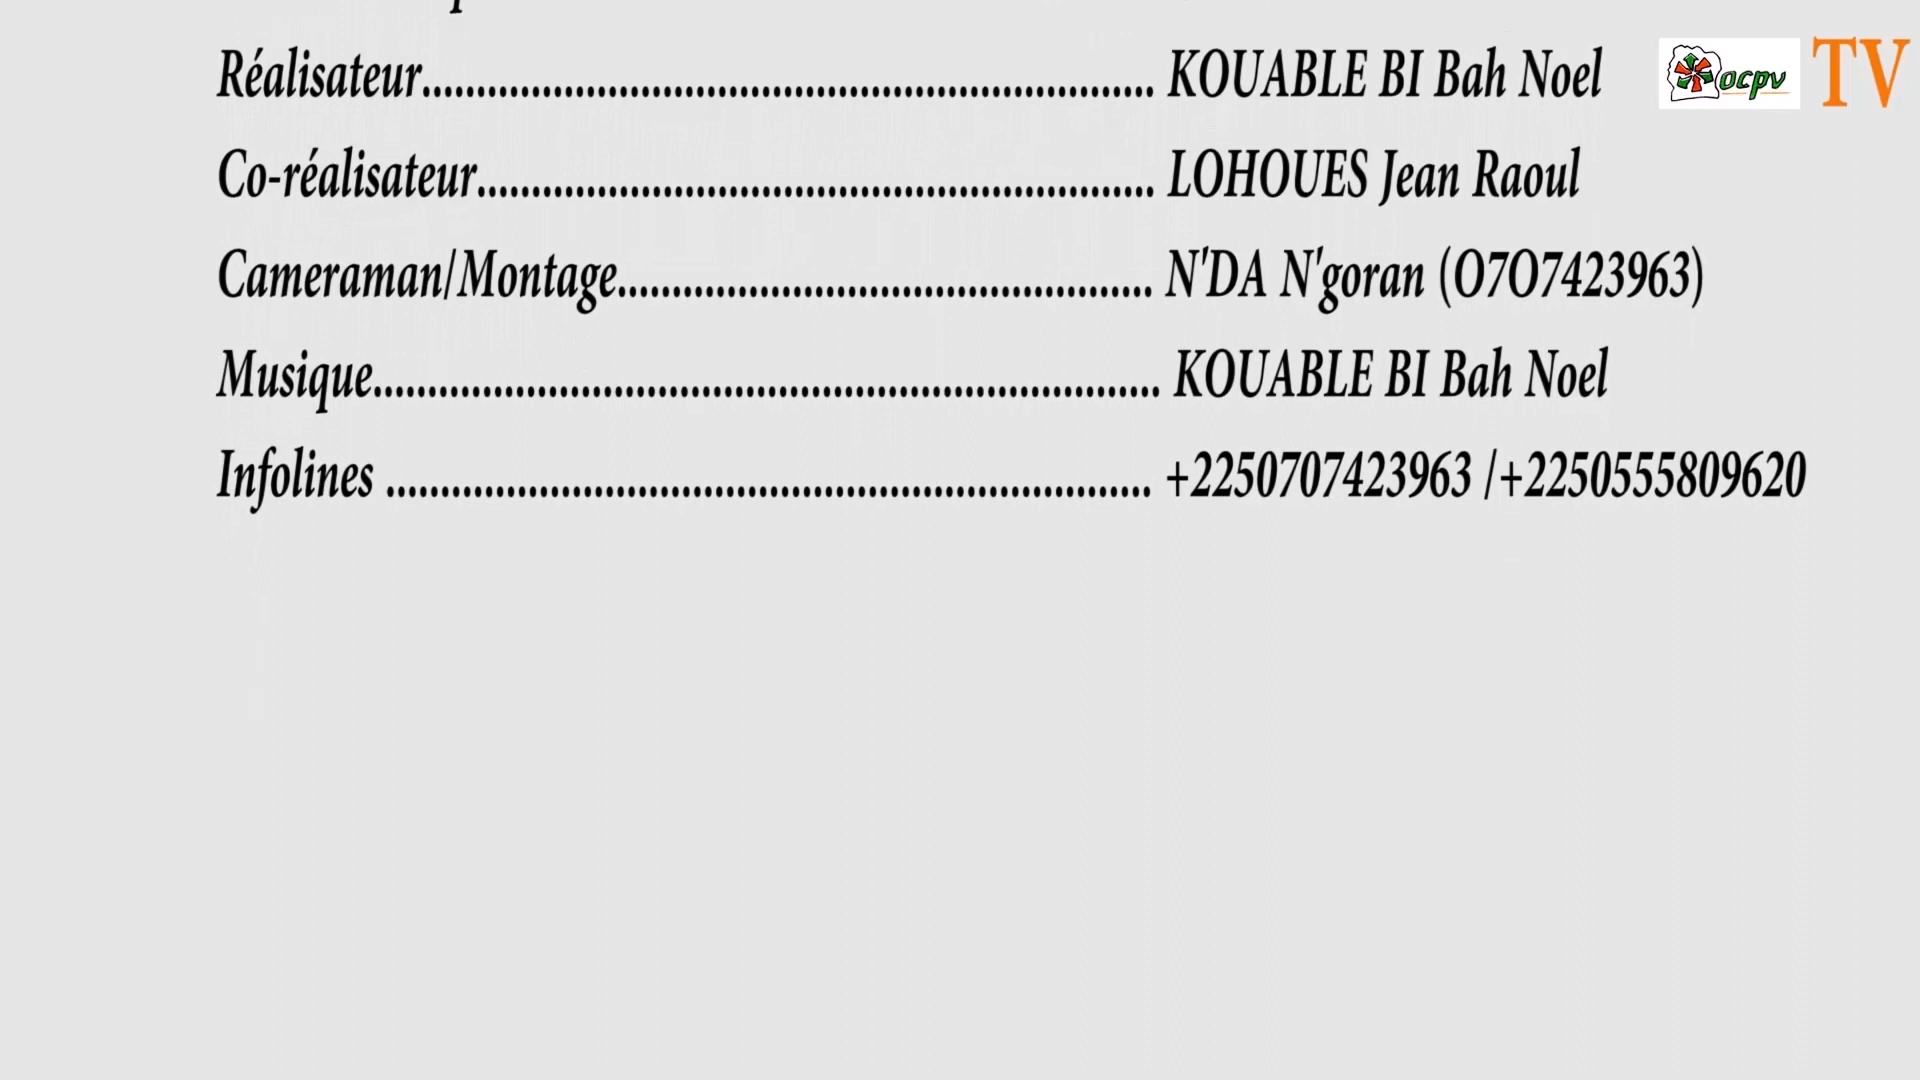 Réalisateur.................................................................. KOUABLE BI Bah Noel
Co-réalisateur............................................................. LOHOUES Jean Raoul
Cameraman/Montage................................................ N'DA N'goran (O7O7423963)
Musique....................................................................... KOUABLE BI Bah Noel
Infolines ..................................................................... +2250707423963 /+2250555809620
ocpv TV